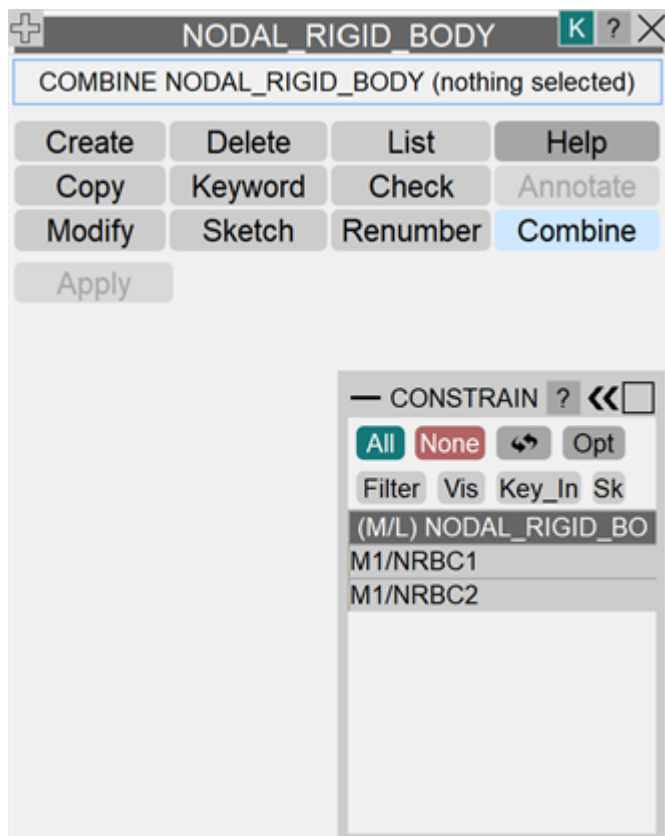 NODAL_RIGID_BODY K ?
COMBINE NODAL_RIGID_BODY (nothing selected)
Create Delete List Help
Copy Keyword Check Annotate
Modify Sketch Renumber Combine
Apply
CONSTRAIN ?
All None Opt
Filter Vis Key_In Sk
(M/L) NODAL_RIGID_BO
M1/NRBC1
M1/NRBC2